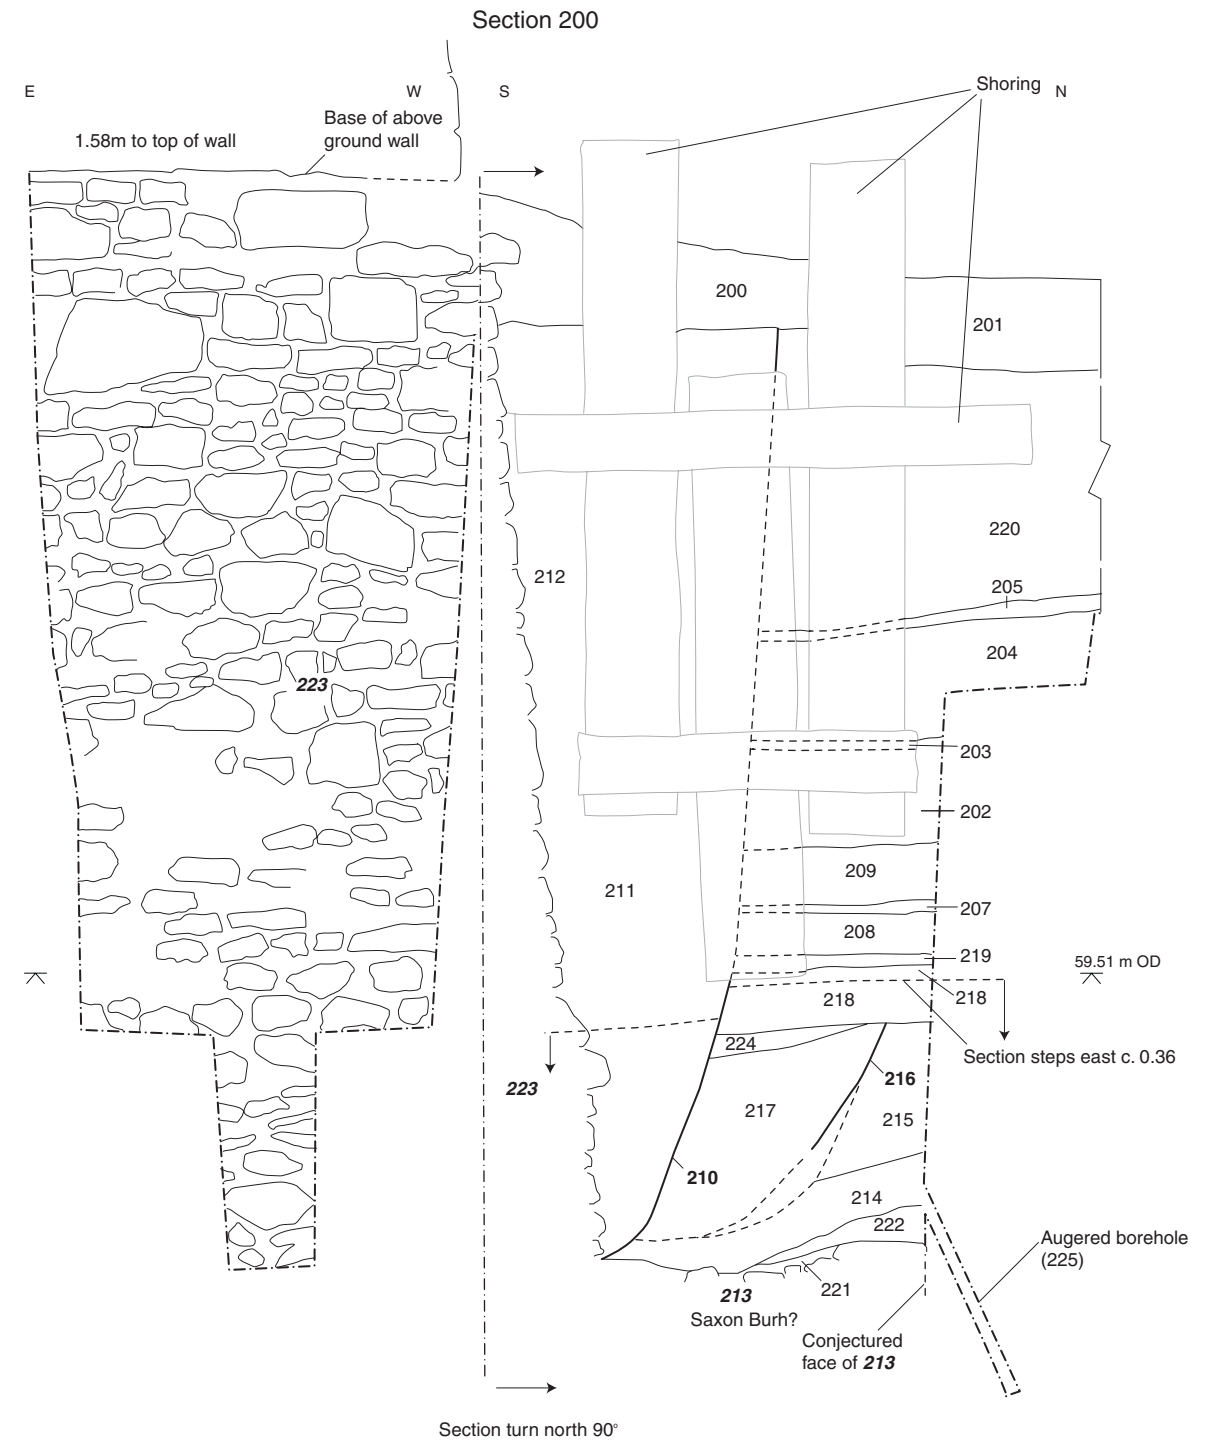 Section 200
E
W
S
N
Shoring
Base of above
ground wall
1.58m to top of wall
200
201
220
212
205
204
223
203
202
211
209
207
208
219
59.51 m OD
218
218
224
Section steps east c. 0.36
223
216
217
215
210
214
222
Augered borehole
(225)
221
213
Saxon Burh?
Conjectured
face of 213
Section turn north 90°